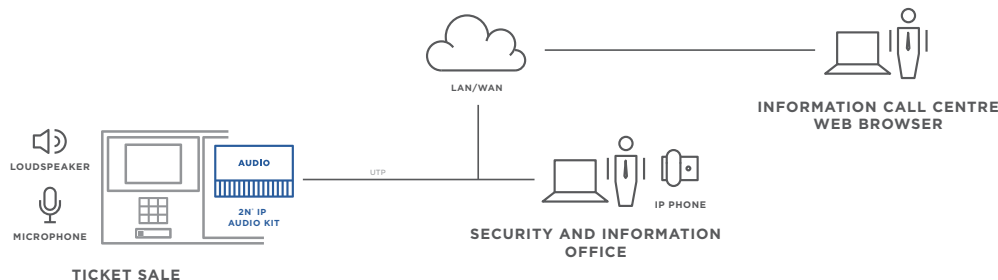 LAN/WAN
INFORMATION CALL CENTRE
WEB BROWSER
LOUDSPEAKER
AUDIO
UTP
MICROPHONE
2N® IP
AUDIO KIT
IP PHONE
SECURITY AND INFORMATION
OFFICE
TICKET SALE